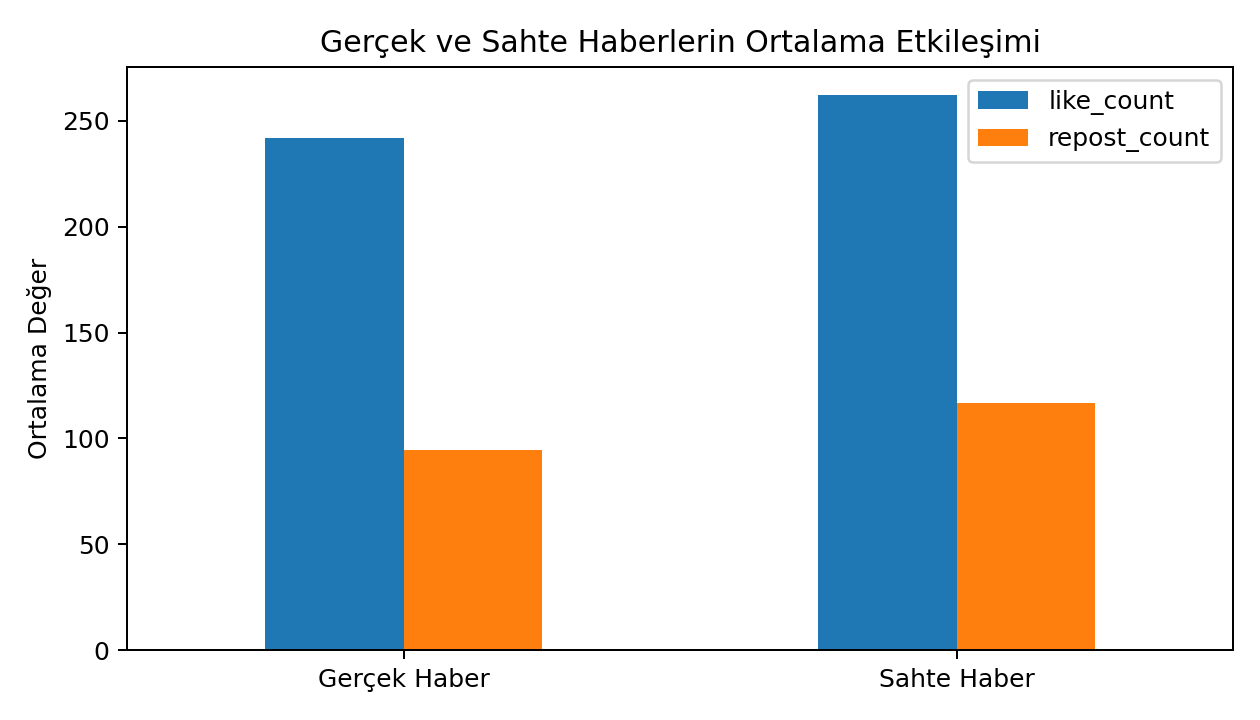 Gerçek ve Sahte Haberlerin Ortalama Etkileşimi
like_count
repost_count
Ortalama Değer
250
200
150
100
50
0
Gerçek Haber
Sahte Haber